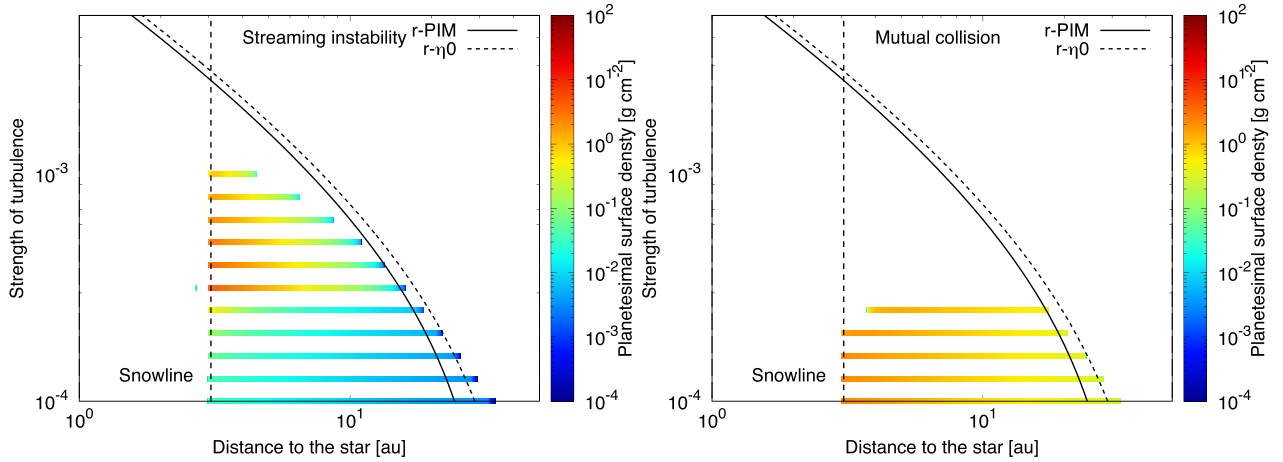 Streaming instability
r-PIM
r-η0
Snowline
10^-3
10^-4
10^0
10^1
Strength of turbulence
Distance to the star [au]
10^2
10^1
10^0
10^-1
10^-2
10^-3
10^-4
Planetesimal surface densty [g cm^-2]
Mutual collision
r-PIM
r-η0
Snowline
10^-3
10^-4
10^0
10^1
Strength of turbulence
Distance to the star [au]
10^2
10^1
10^0
10^-1
10^-2
10^-3
10^-4
Planetesimal surface densty [g cm^-2]